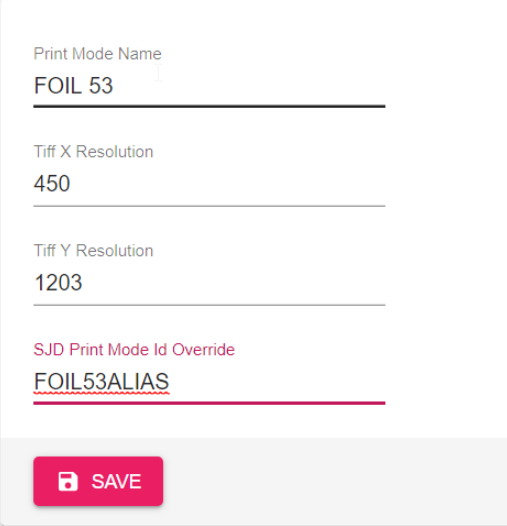 Print Mode Name
FOIL 53
Tiff X Resolution
450
Tiff Y Resolution
1203
SJD Print Mode Id Override
FOIL53ALIAS
SAVE